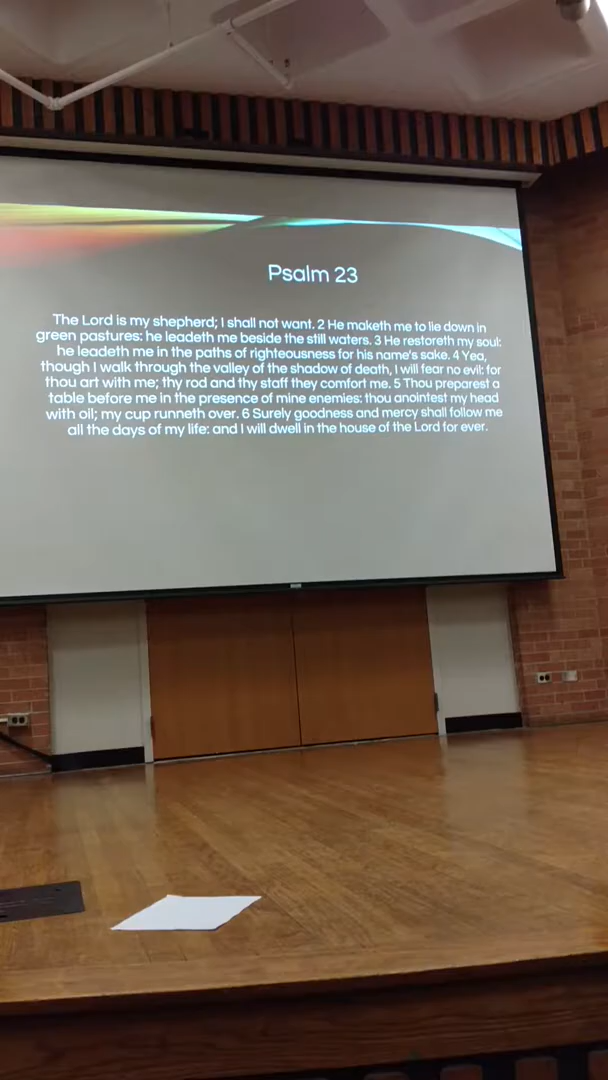 Psalm 23
The Lord is my shepherd; I shall not want. 2 He maketh me to lie down in
green pastures: he leadeth me beside the still waters. 3 He restoreth my soul:
he leadeth me in the paths of righteousness for his name's sake. 4 Yea,
though I walk through the valley of the shadow of death, I will fear no evil: for
thou art with me; thy rod and thy staff they comfort me. 5 Thou preparest a
table before me in the presence of mine enemies: thou anointest my head
with oil; my cup runneth over. 6 Surely goodness and mercy shall follow me
all the days of my life: and I will dwell in the house of the Lord for ever.